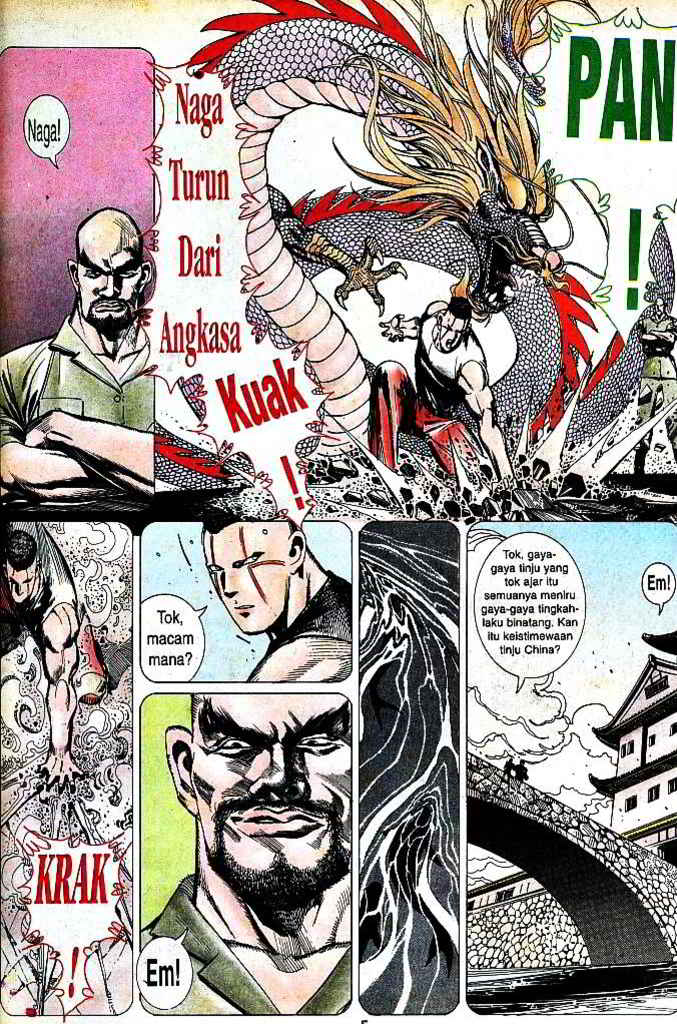 Naga!
Naga
Turun
Dari
Angkasa
Kuak
!
PAN
!
KRAK
!
Tok,
macam
mana?
Em!
Tok, gaya-
gaya tinju yang
tok ajar itu
semuanya meniru
gaya-gaya tingkah-
laku binatang. Kan
itu keistimewaan
tinju China?
Em!